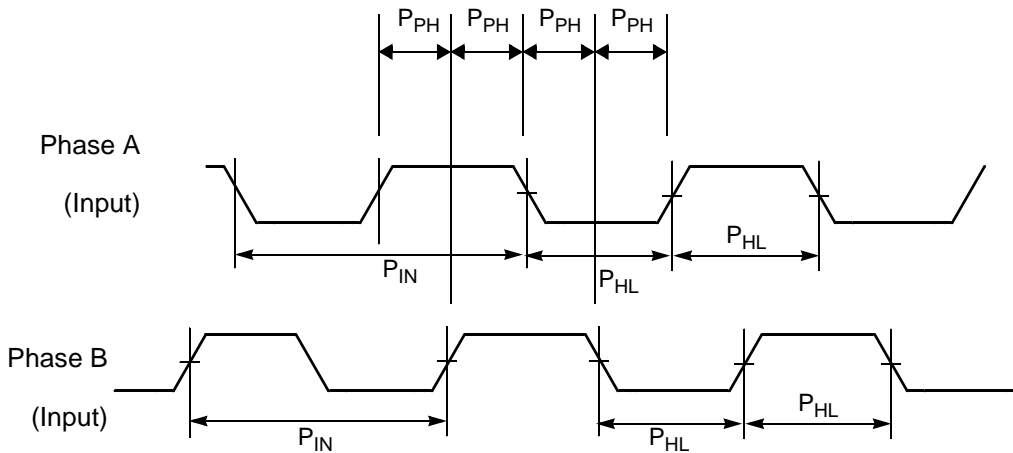 PPH PPH PPH PPH
Phase A
(Input)
PIN
PHL
PHL
Phase B
(Input)
PIN
PHL
PHL